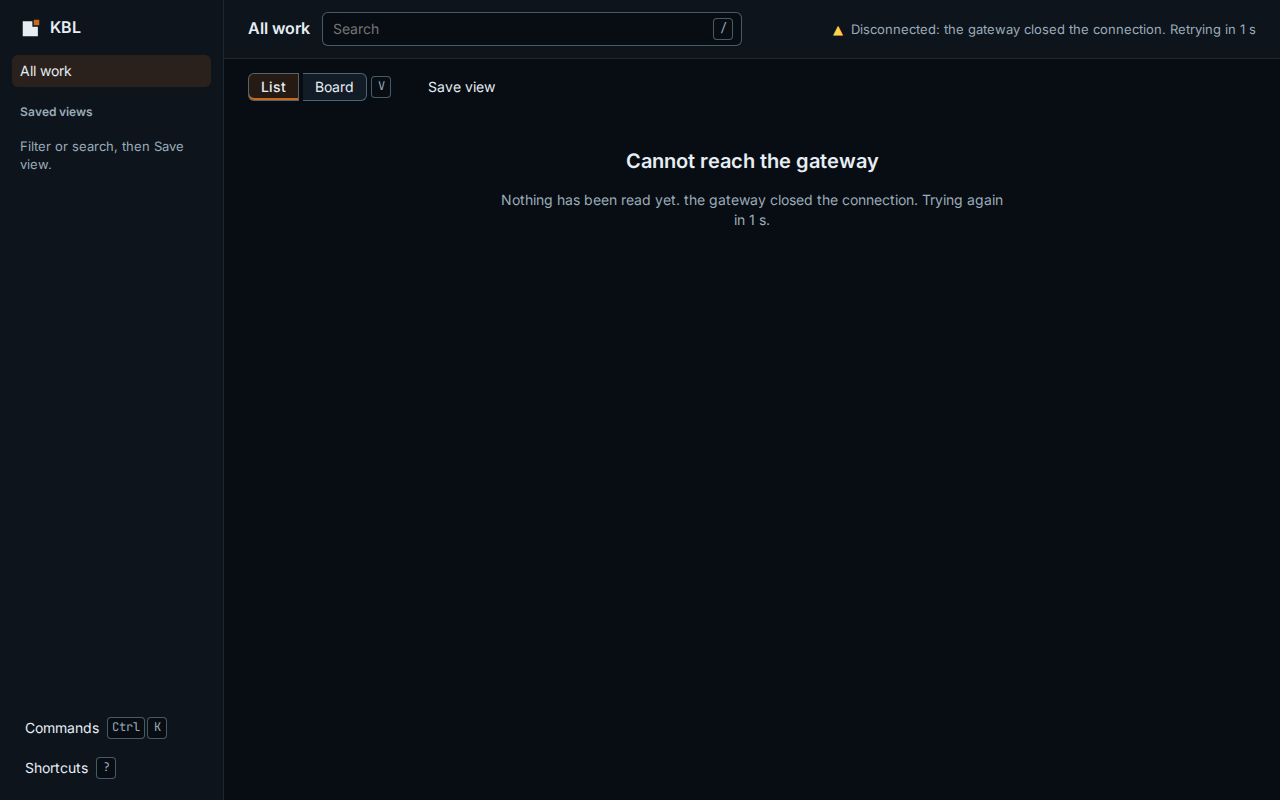 KBL
All work
Saved views
Filter or search, then Save
view.
Commands Ctrl K
Shortcuts ?
All work
Search /
▲ Disconnected: the gateway closed the connection. Retrying in 1 s
List Board V Save view
Cannot reach the gateway
Nothing has been read yet. the gateway closed the connection. Trying again
in 1 s.